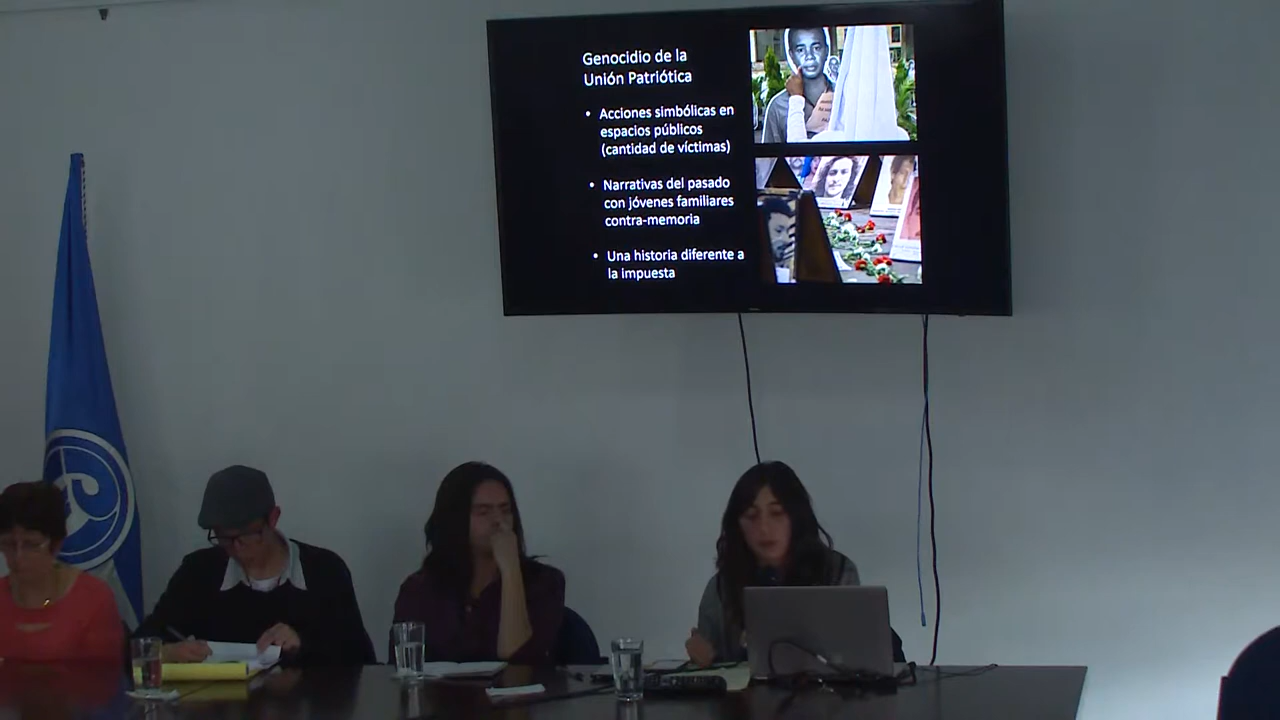 Genocidio de la
Unión Patriótica
• Acciones simbólicas en
espacios públicos
(cantidad de víctimas)
• Narrativas del pasado
con jóvenes familiares
contra-memoria
• Una historia diferente a
la impuesta